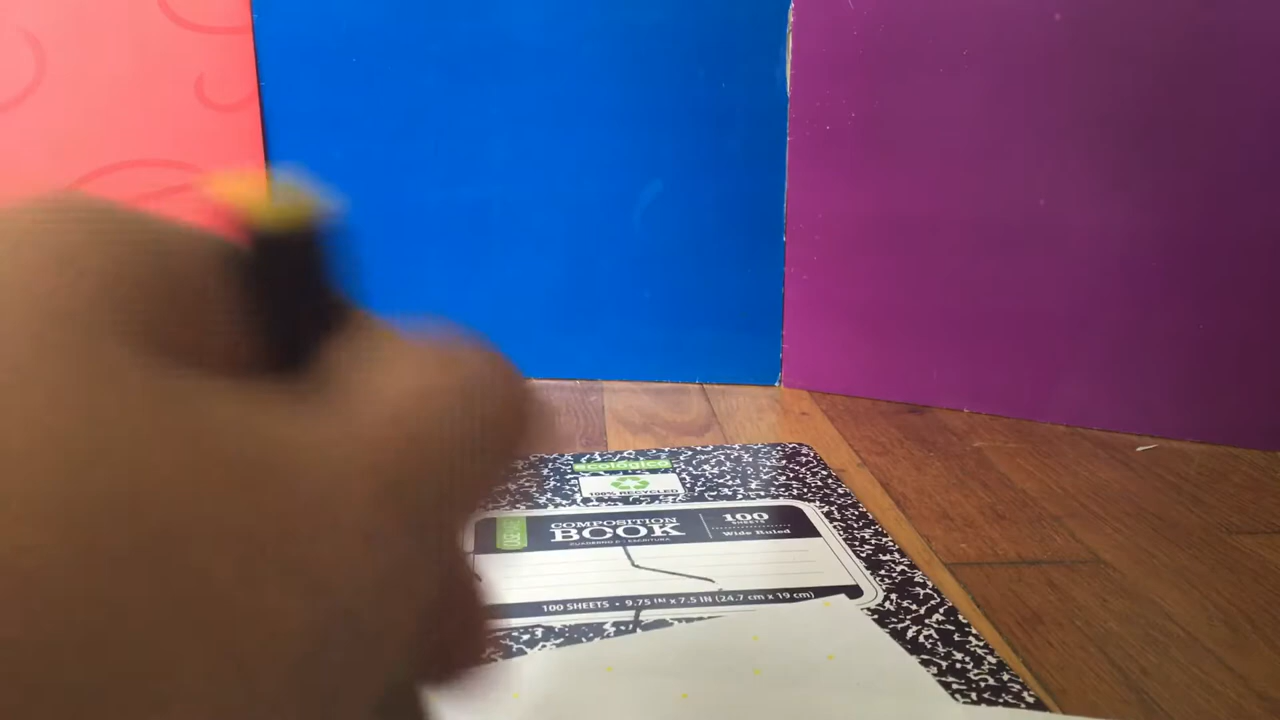 ecológico
100% RECYCLED
COMPOSITION
BOOK
100
SHEETS
Wide Ruled
100 SHEETS • 9.75 IN x 7.5 IN (24.7 cm x 19 cm)